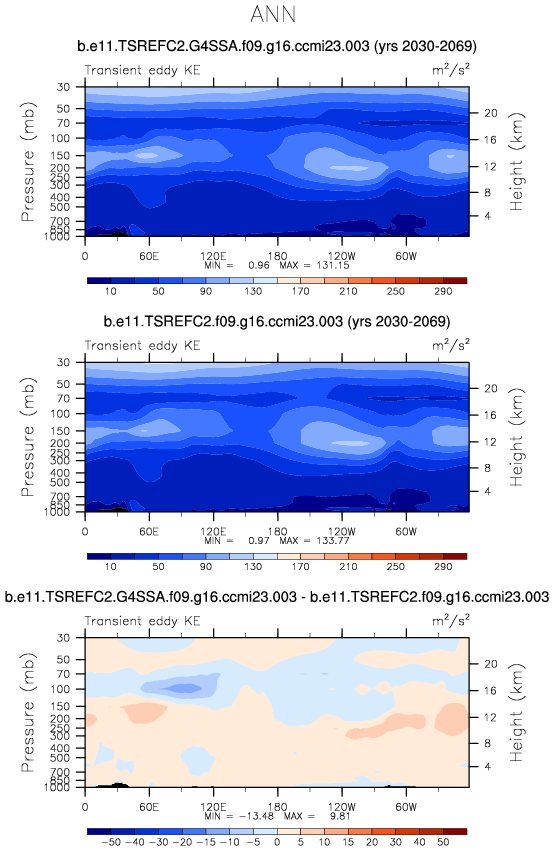 ANN
b.e11.TSREFC2.G4SSA.f09.g16.ccmi23.003 (yrs 2030-2069)
Transient eddy KE m²/s²
Pressure (mb)
30
50
70
100
150
200
250
300
400
500
700
850
1000
20
16
12
8
4
Height (km)
0 60E 120E 180 120W 60W
MIN = 0.96 MAX = 131.15
10 50 90 130 170 210 250 290
b.e11.TSREFC2.f09.g16.ccmi23.003 (yrs 2030-2069)
Transient eddy KE m²/s²
Pressure (mb)
30
50
70
100
150
200
250
300
400
500
700
850
1000
20
16
12
8
4
Height (km)
0 60E 120E 180 120W 60W
MIN = 0.97 MAX = 133.77
10 50 90 130 170 210 250 290
b.e11.TSREFC2.G4SSA.f09.g16.ccmi23.003 - b.e11.TSREFC2.f09.g16.ccmi23.003
Transient eddy KE m²/s²
Pressure (mb)
30
50
70
100
150
200
250
300
400
500
700
850
1000
20
16
12
8
4
Height (km)
0 60E 120E 180 120W 60W
MIN = −13.48 MAX = 9.81
−50 −40 −30 −20 −15 −10 −5 0 5 10 15 20 30 40 50